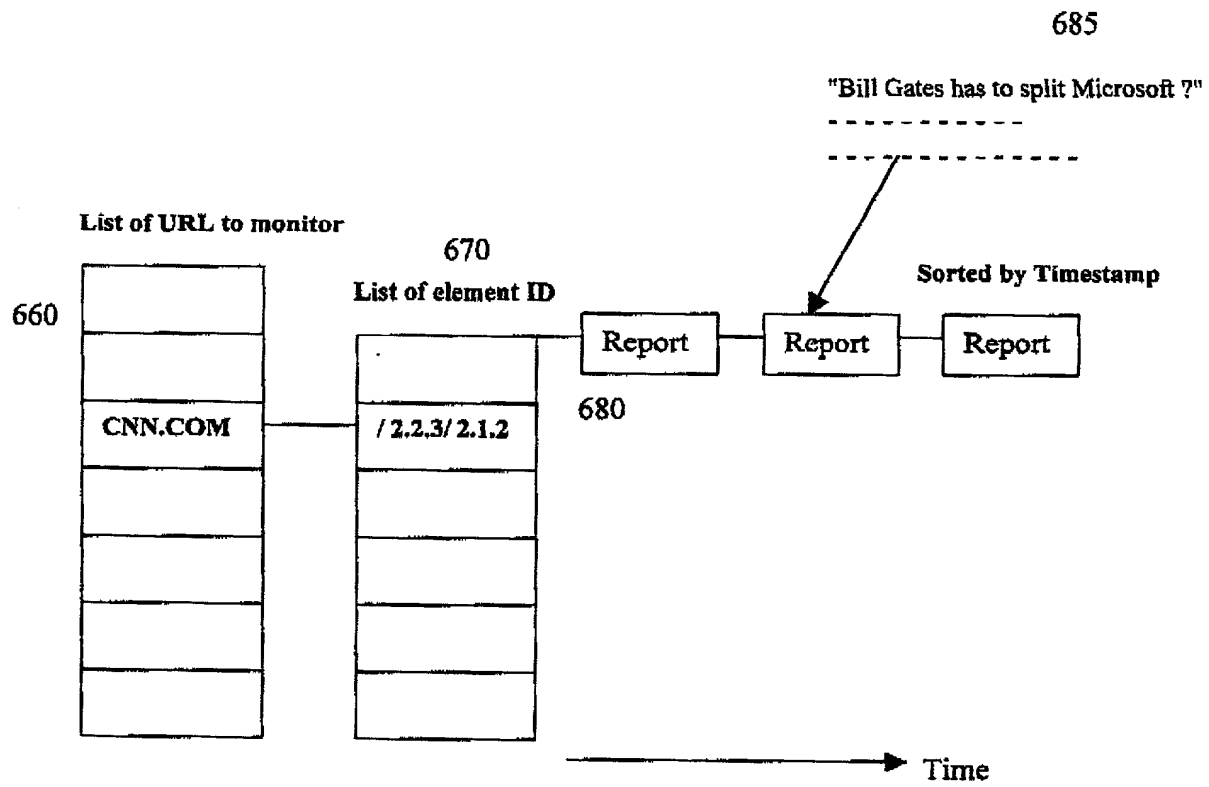 685
"Bill Gates has to split Microsoft ?"
List of URL to monitor
670
List of element ID
Sorted by Timestamp
660
Report
Report
Report
680
CNN.COM
/ 2.2.3/ 2.1.2
Time